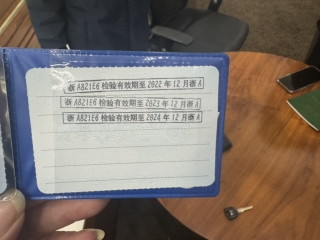 浙 A821E6 检验有效期至 2022 年 12 月浙 A
浙 A821E6 检验有效期至 2023 年 12 月浙 A
浙 A821E6 检验有效期至 2024 年 12 月浙 A